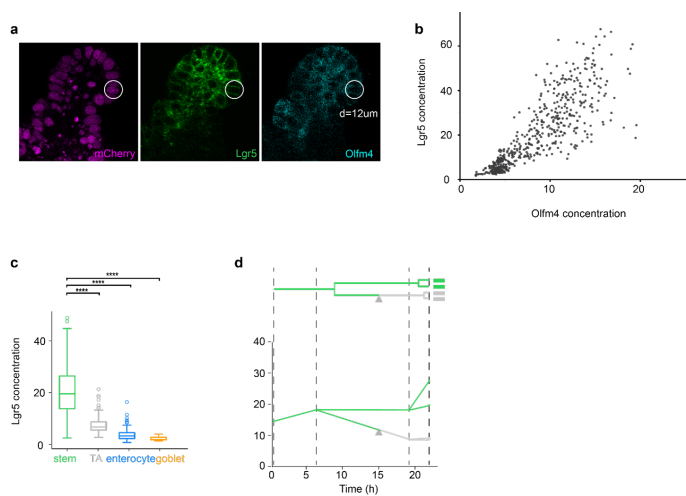 a
mCherry
Lgr5
d=12um
Olfm4
b
Lgr5 concentration
60
40
20
0
0 10 20
Olfm4 concentration
c
****
****
****
Lgr5 concentration
40
20
0
stem TA enterocyte goblet
d
40
30
20
10
0
0 5 10 15 20
Time (h)